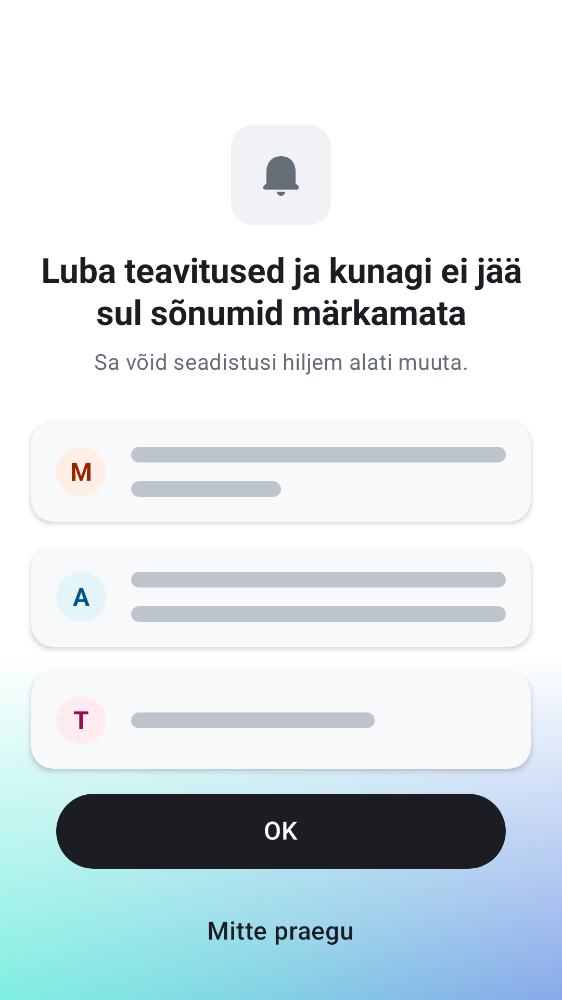 Luba teavitused ja kunagi ei jää
sul sõnumid märkamata
Sa võid seadistusi hiljem alati muuta.
M
A
T
OK
Mitte praegu